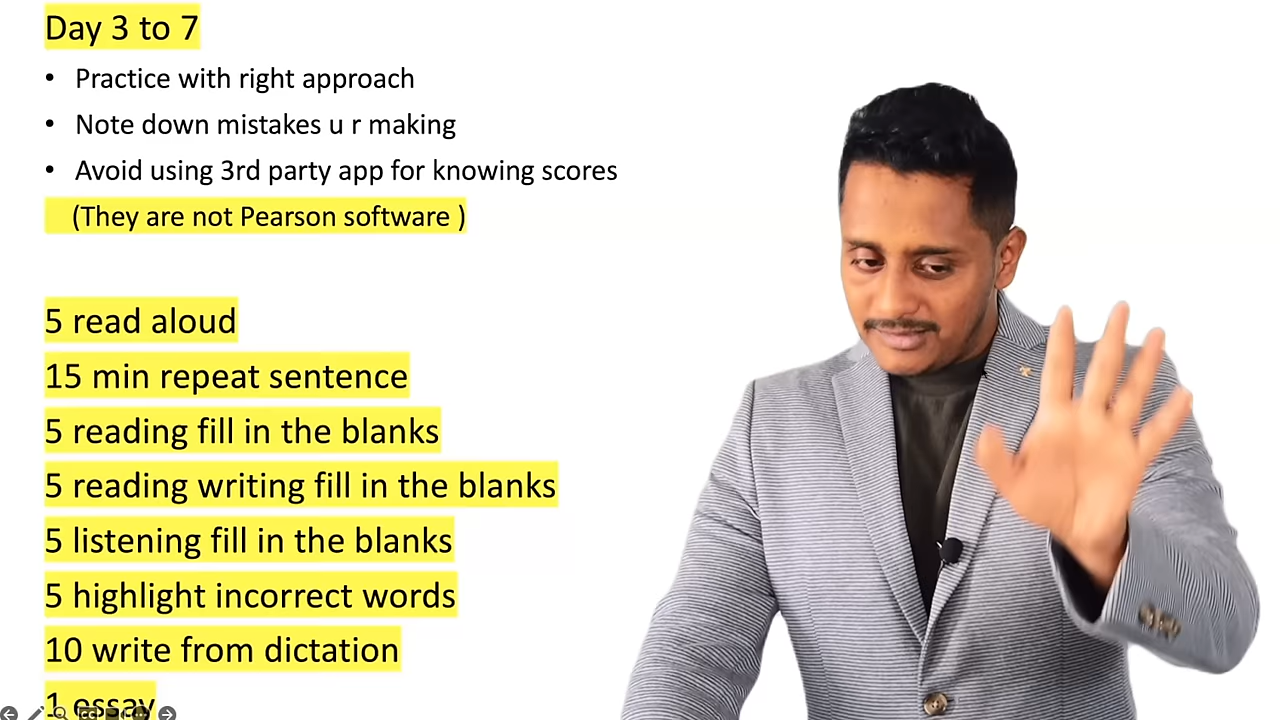 Day 3 to 7
• Practice with right approach
• Note down mistakes u r making
• Avoid using 3rd party app for knowing scores
(They are not Pearson software )
5 read aloud
15 min repeat sentence
5 reading fill in the blanks
5 reading writing fill in the blanks
5 listening fill in the blanks
5 highlight incorrect words
10 write from dictation
1 essay